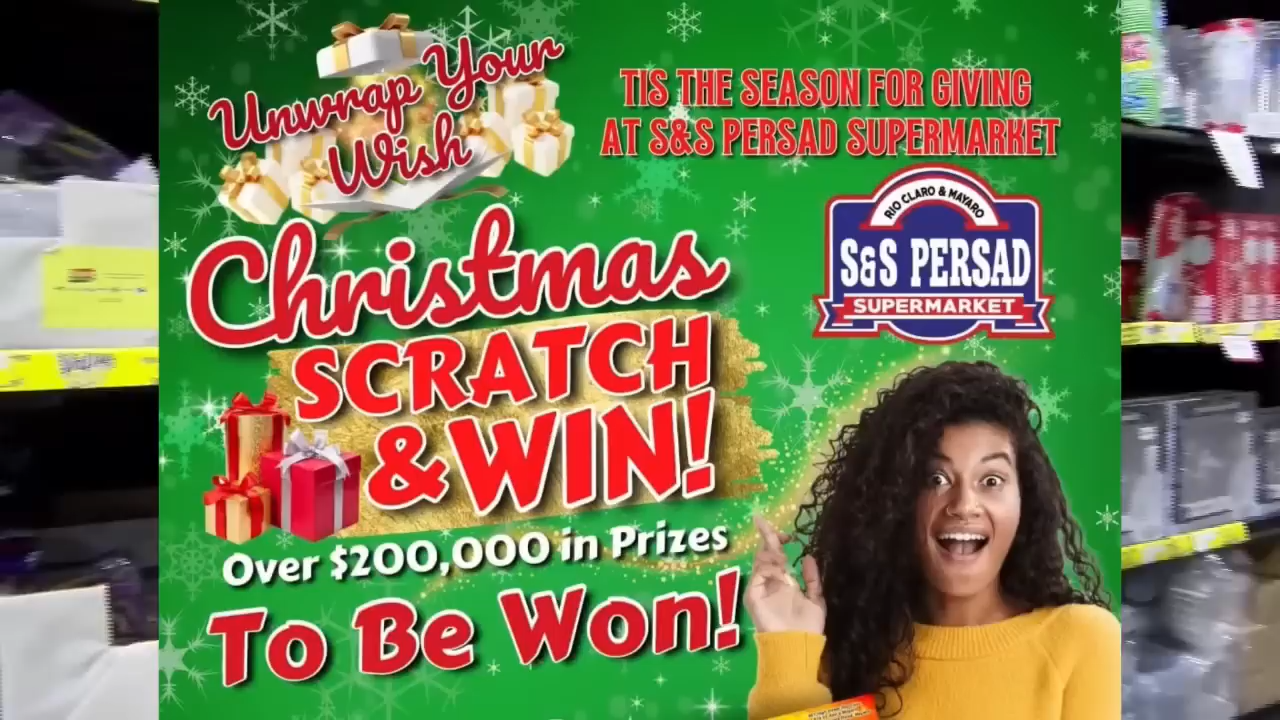 Unwrap Your
Wish
TIS THE SEASON FOR GIVING
AT S&S PERSAD SUPERMARKET
RIO CLARO & MAYARO
S&S PERSAD
SUPERMARKET
Christmas
SCRATCH
& WIN!
Over $200,000 in Prizes
To Be Won!